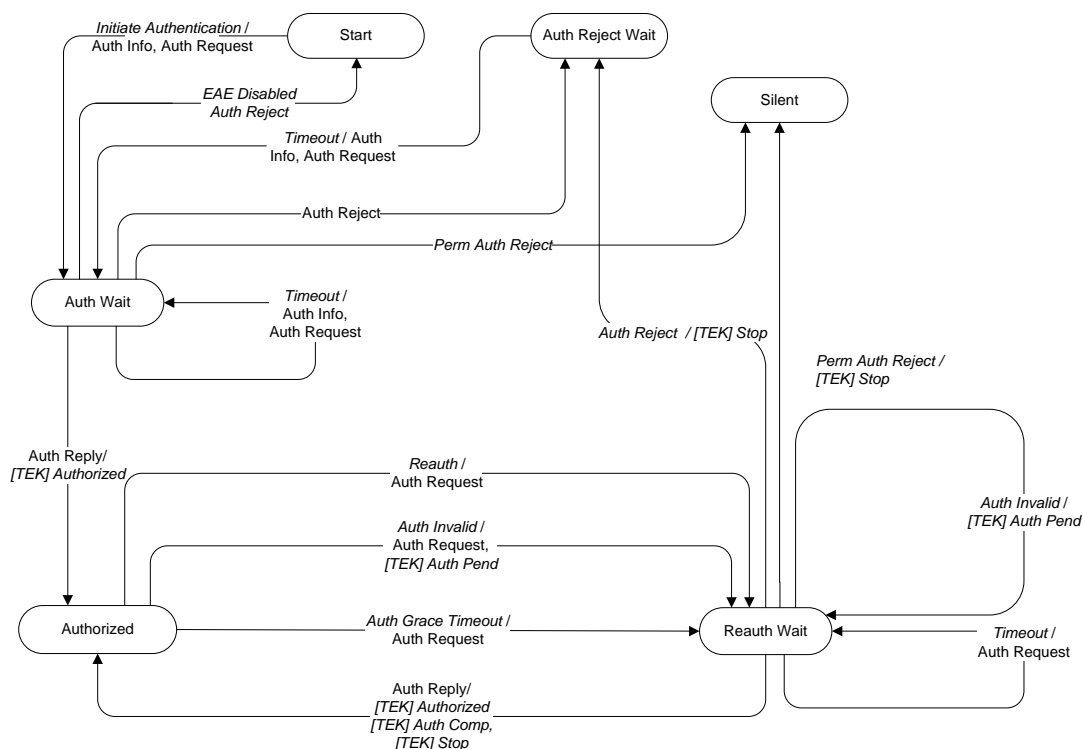 Initiate Authentication /
Auth Info, Auth Request
Start
Auth Reject Wait
EAE Disabled
Auth Reject
Silent
Timeout / Auth
Info, Auth Request
Auth Reject
Perm Auth Reject
Auth Wait
Timeout /
Auth Info,
Auth Request
Auth Reject / [TEK] Stop
Perm Auth Reject /
[TEK] Stop
Auth Reply/
[TEK] Authorized
Reauth /
Auth Request
Auth Invalid /
Auth Request,
[TEK] Auth Pend
Auth Invalid /
[TEK] Auth Pend
Authorized
Auth Grace Timeout /
Auth Request
Reauth Wait
Timeout /
Auth Request
Auth Reply/
[TEK] Authorized
[TEK] Auth Comp,
[TEK] Stop